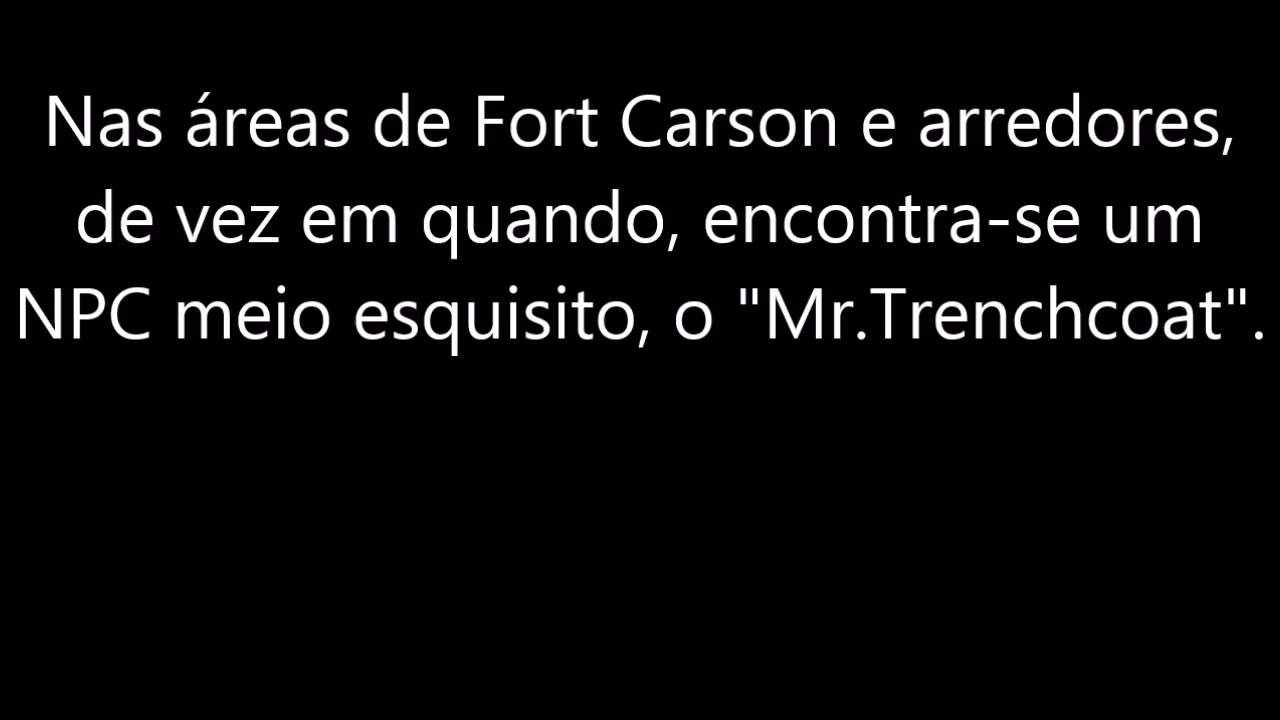 Nas áreas de Fort Carson e arredores,
de vez em quando, encontra-se um
NPC meio esquisito, o "Mr.Trenchcoat".